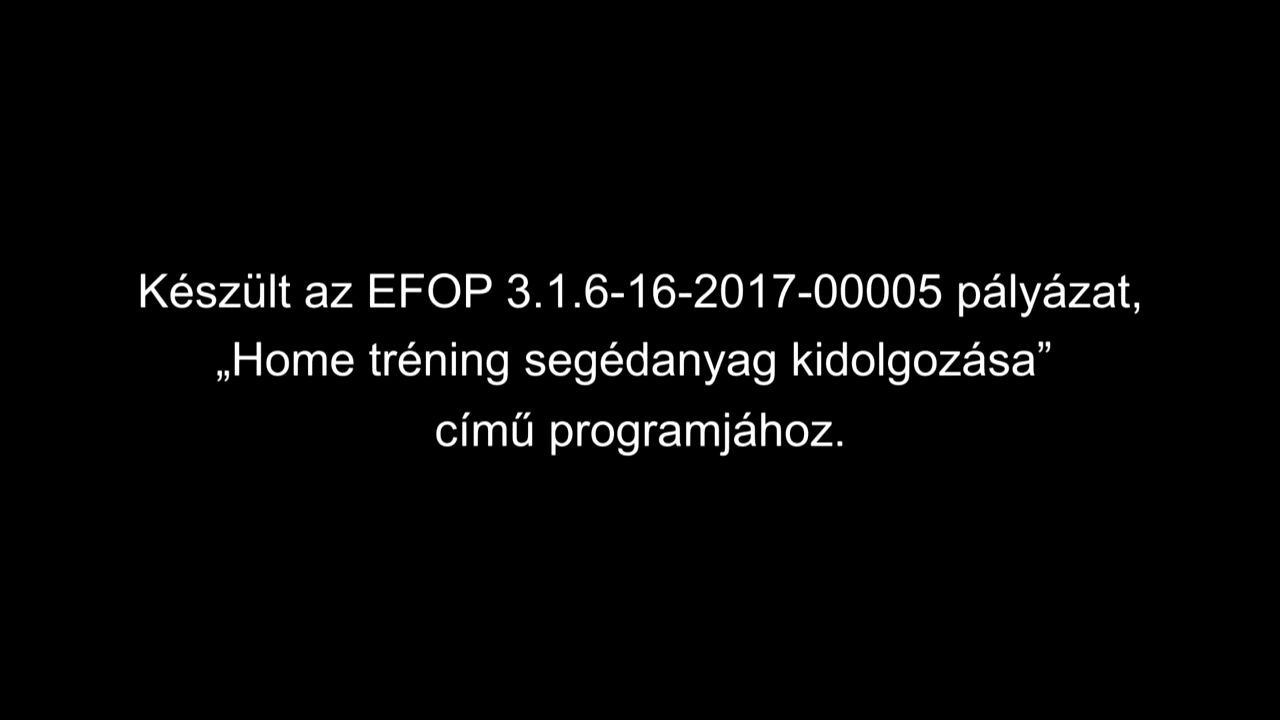 Készült az EFOP 3.1.6-16-2017-00005 pályázat,
„Home tréning segédanyag kidolgozása”
című programjához.